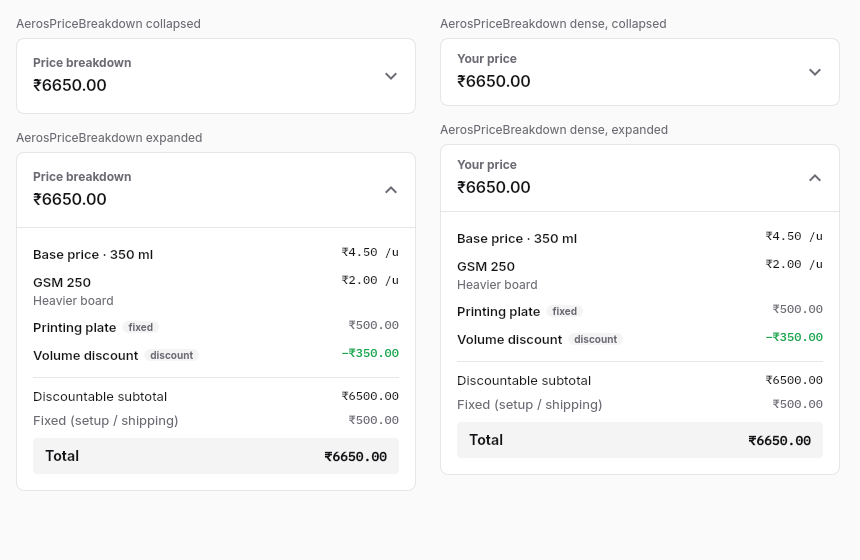 AerosPriceBreakdown collapsed
Price breakdown
₹6650.00
AerosPriceBreakdown expanded
Price breakdown
₹6650.00
Base price · 350 ml ₹4.50 /u
GSM 250 ₹2.00 /u
Heavier board
Printing plate fixed ₹500.00
Volume discount discount −₹350.00
Discountable subtotal ₹6500.00
Fixed (setup / shipping) ₹500.00
Total ₹6650.00
AerosPriceBreakdown dense, collapsed
Your price
₹6650.00
AerosPriceBreakdown dense, expanded
Your price
₹6650.00
Base price · 350 ml ₹4.50 /u
GSM 250 ₹2.00 /u
Heavier board
Printing plate fixed ₹500.00
Volume discount discount −₹350.00
Discountable subtotal ₹6500.00
Fixed (setup / shipping) ₹500.00
Total ₹6650.00